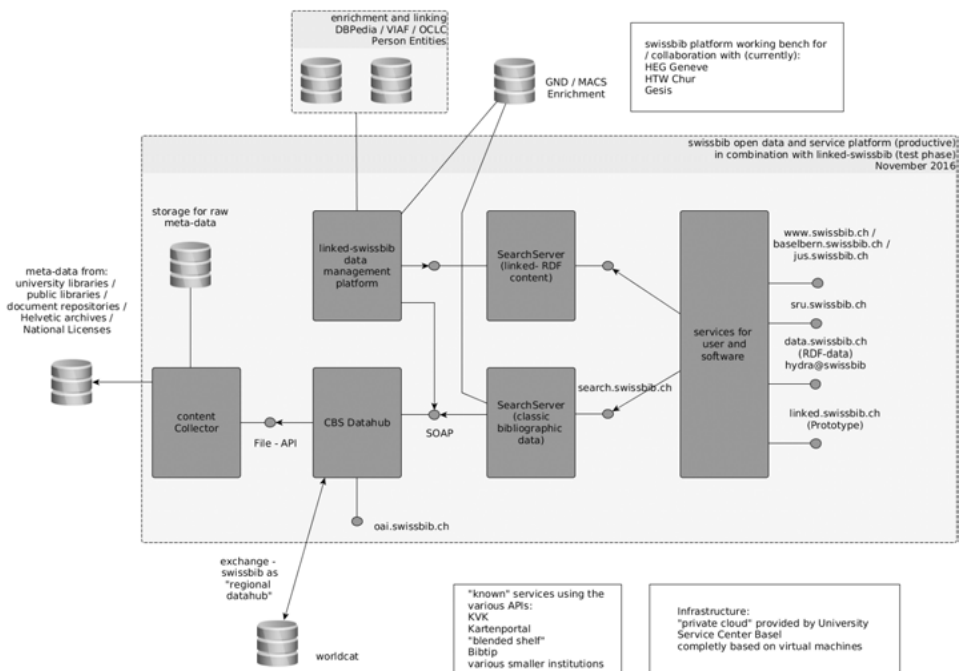 enrichment and linking
DBPedia / VIAF / OCLC
Person Entities
GND / MACS
Enrichment
swissbib platform working bench for
/ collaboration with (currently):
HEG Geneve
HTW Chur
Gesis
swissbib open data and service platform (productive)
in combination with linked-swissbib (test phase)
November 2016
storage for raw
meta-data
linked-swissbib
data
management
platform
SearchServer
(linked- RDF
content)
www.swissbib.ch /
baselbern.swissbib.ch /
jus.swissbib.ch
meta-data from:
university libraries /
public libraries /
document repositories /
Helvetic archives /
National Licenses
services for
user and
software
sru.swissbib.ch
data.swissbib.ch
(RDF-data)
hydra@swissbib
content
Collector
File - API
CBS Datahub
SOAP
SearchServer
(classic
bibliographic
data)
search.swissbib.ch
linked.swissbib.ch
(Prototype)
oai.swissbib.ch
exchange -
swissbib as
"regional
datahub"
worldcat
"known" services using the
various APIs:
KVK
Kartenportal
"blended shelf"
Bibtip
various smaller institutions
Infrastructure:
"private cloud" provided by University
Service Center Basel
completly based on virtual machines